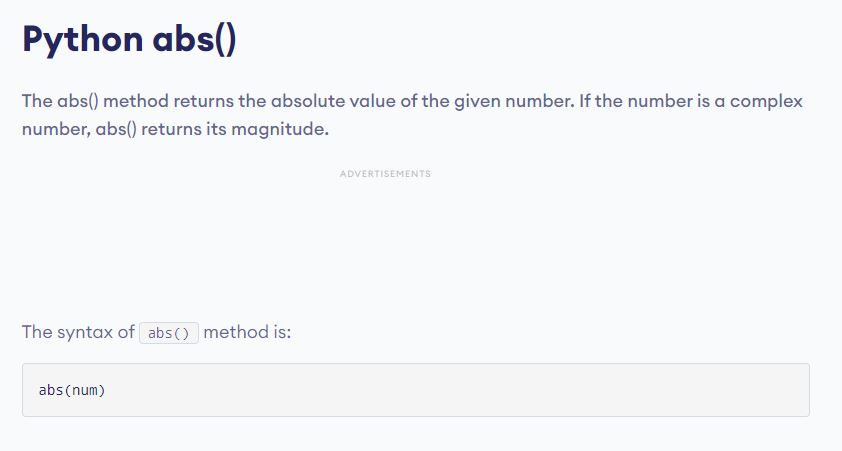 Python abs()
The abs() method returns the absolute value of the given number. If the number is a complex
number, abs() returns its magnitude.
ADVERTISEMENTS
The syntax of abs() method is:
abs(num)